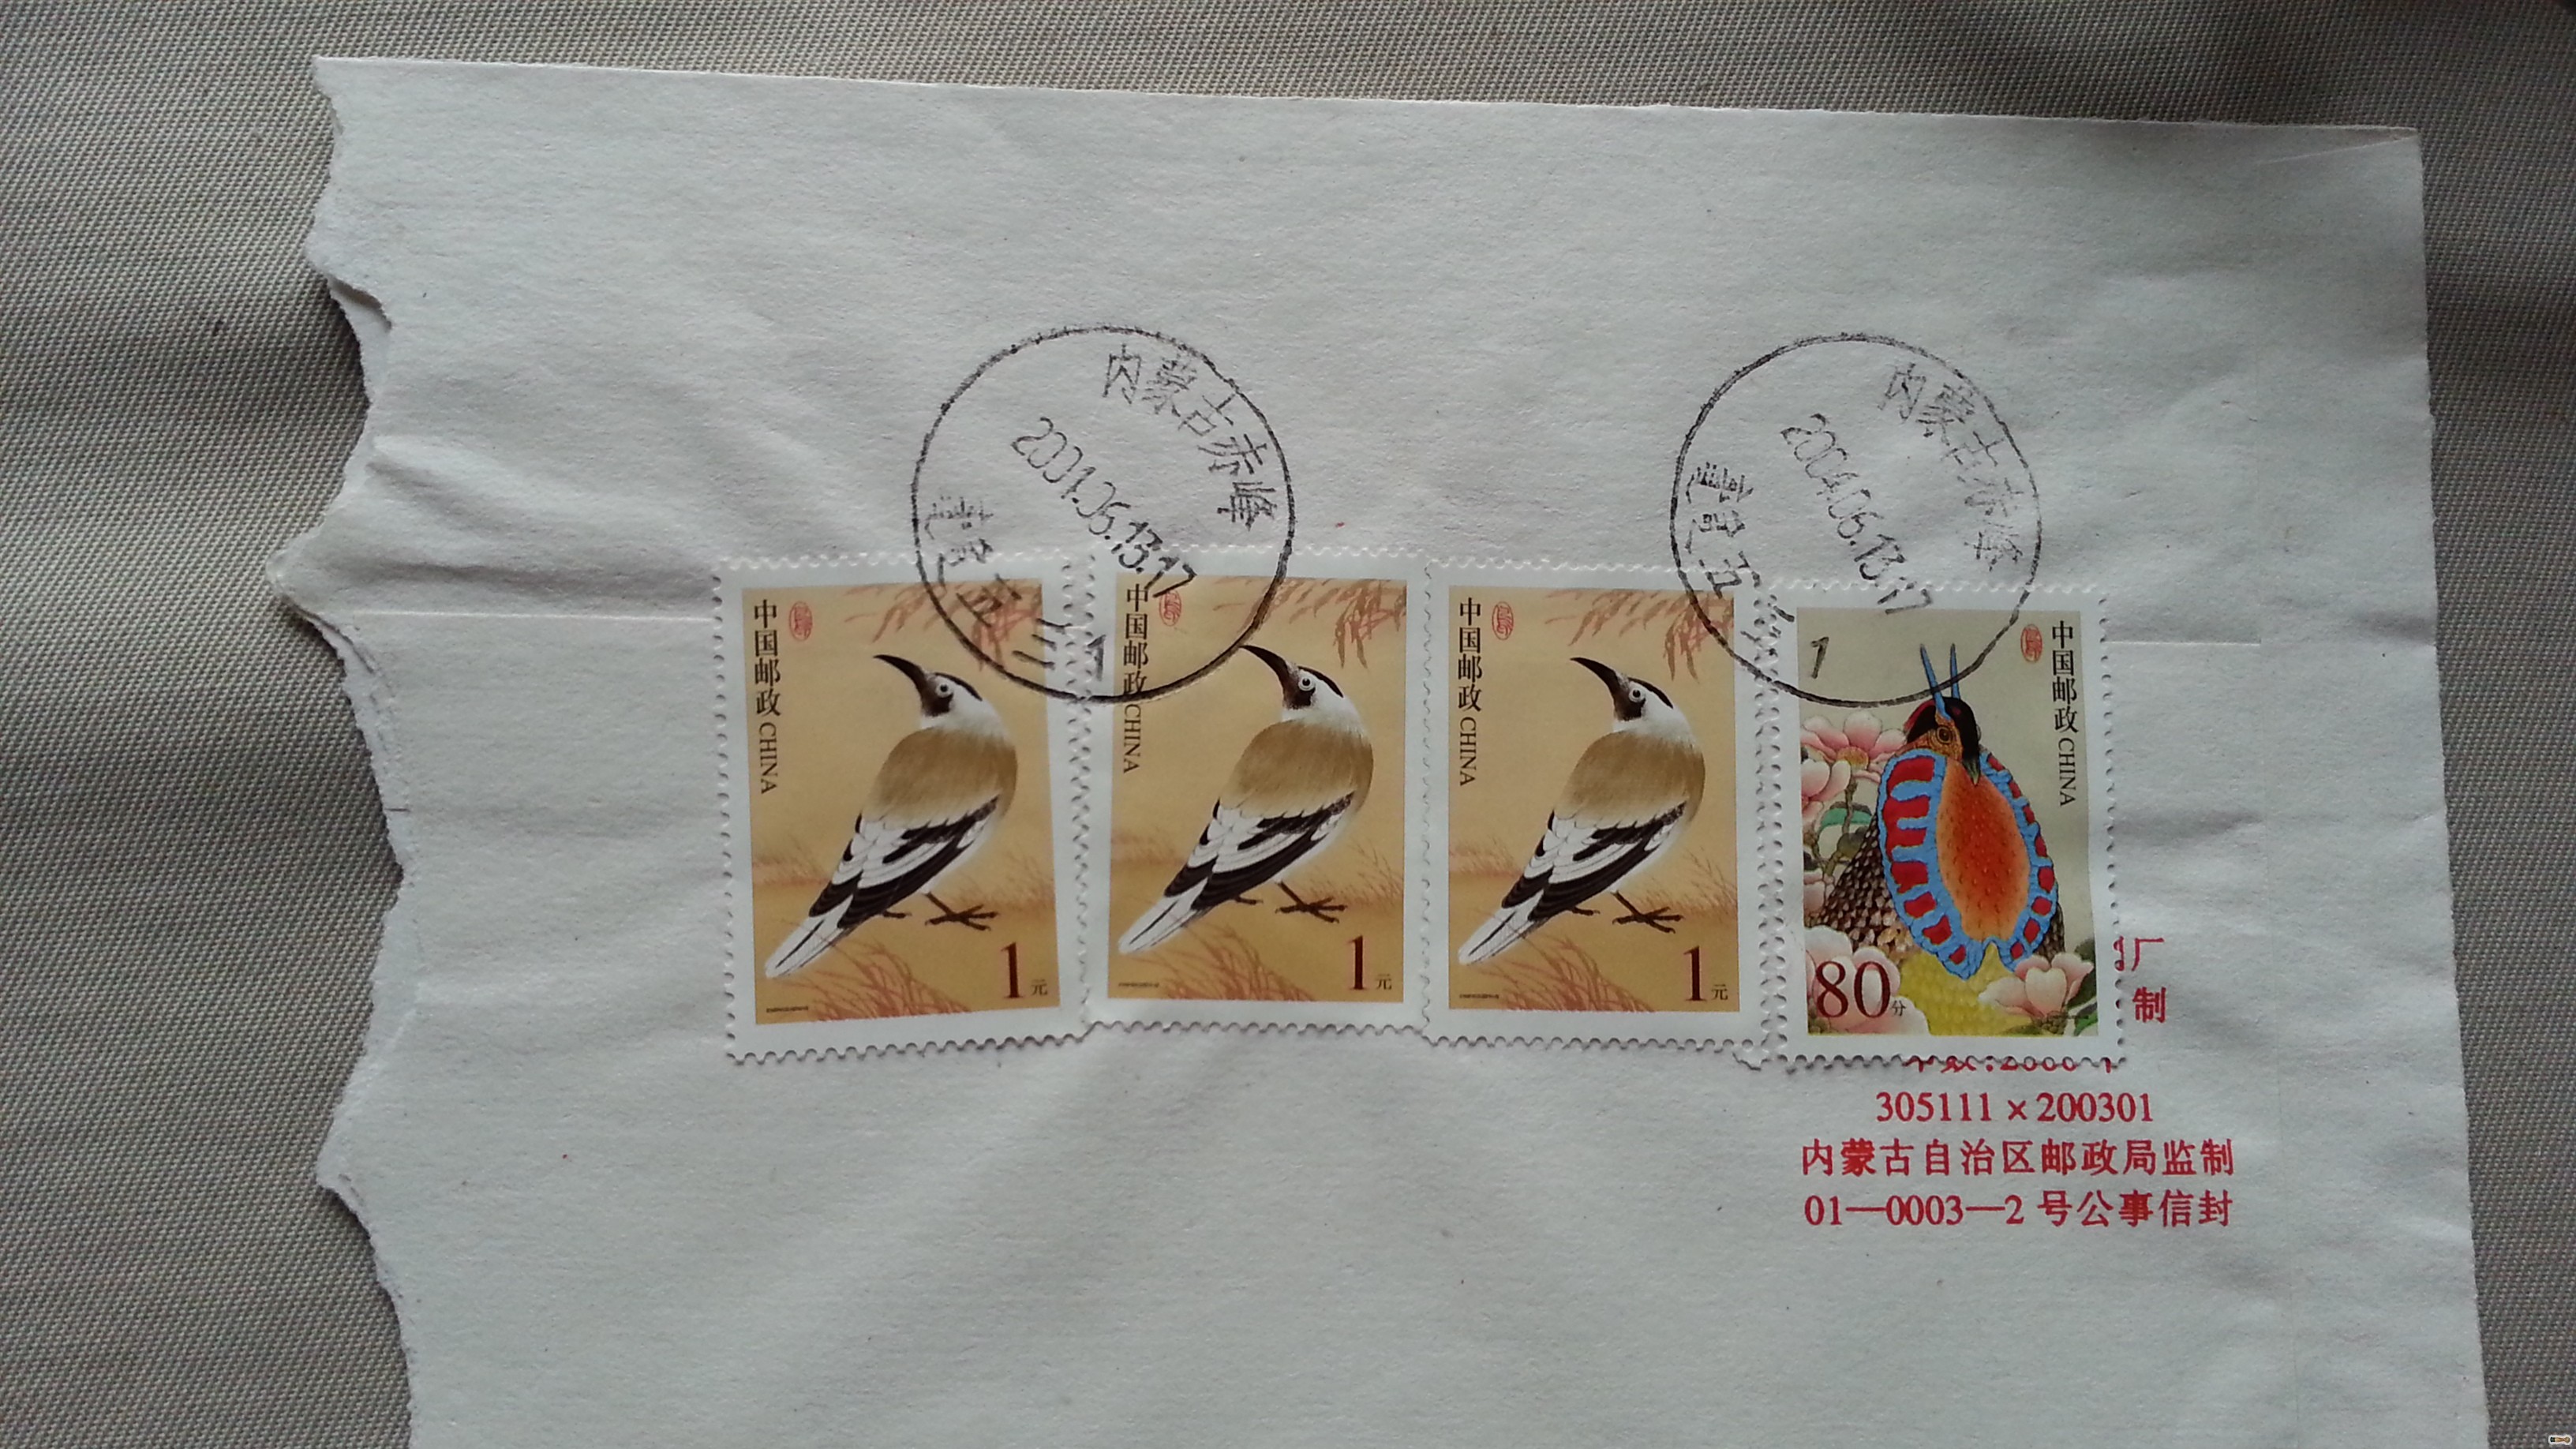 内蒙古赤峰
2004.05.13.17
内蒙古赤峰
2004.05.13.17
中国邮政 CHINA
1元
中国邮政 CHINA
1元
中国邮政 CHINA
1元
中国邮政 CHINA
80分
厂
制
305111×200301
内蒙古自治区邮政局监制
01—0003—2 号公事信封